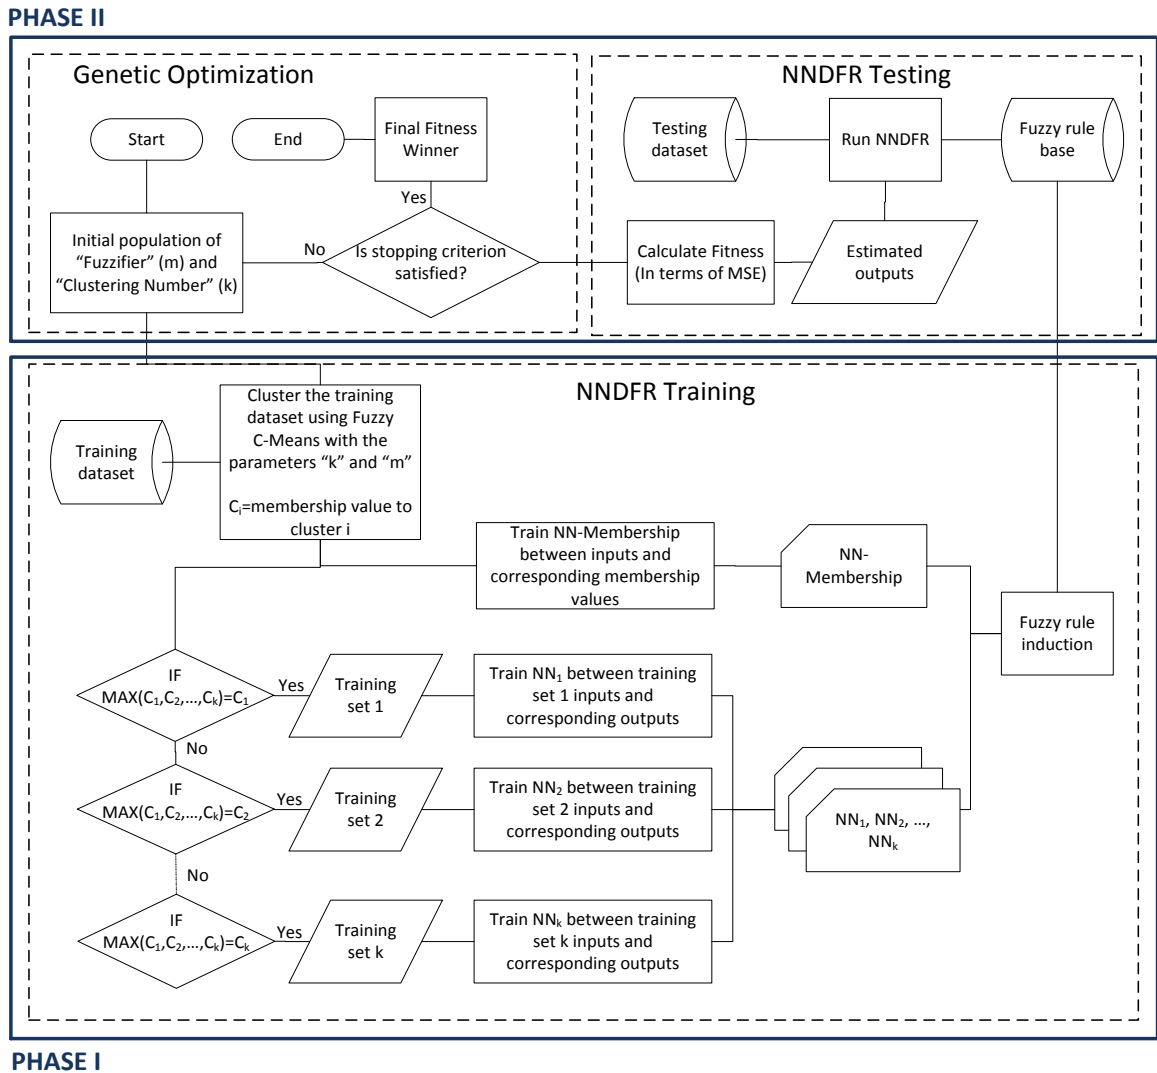 PHASE II
Genetic Optimization
NNDFR Testing
Start
End
Final Fitness
Winner
Testing
dataset
Run NNDFR
Fuzzy rule
base
Yes
Initial population of
“Fuzzifier” (m) and
“Clustering Number” (k)
No
Is stopping criterion
satisfied?
Calculate Fitness
(In terms of MSE)
Estimated
outputs
NNDFR Training
Training
dataset
Cluster the training
dataset using Fuzzy
C-Means with the
parameters “k” and “m”
Ci=membership value to
cluster i
Train NN-Membership
between inputs and
corresponding membership
values
NN-
Membership
Fuzzy rule
induction
IF
MAX(C1,C2,...,Ck)=C1
Yes
Training
set 1
Train NN1 between training
set 1 inputs and
corresponding outputs
No
IF
MAX(C1,C2,...,Ck)=C2
Yes
Training
set 2
Train NN2 between training
set 2 inputs and
corresponding outputs
NN1, NN2, ...,
NNk
No
IF
MAX(C1,C2,...,Ck)=Ck
Yes
Training
set k
Train NNk between training
set k inputs and
corresponding outputs
PHASE I